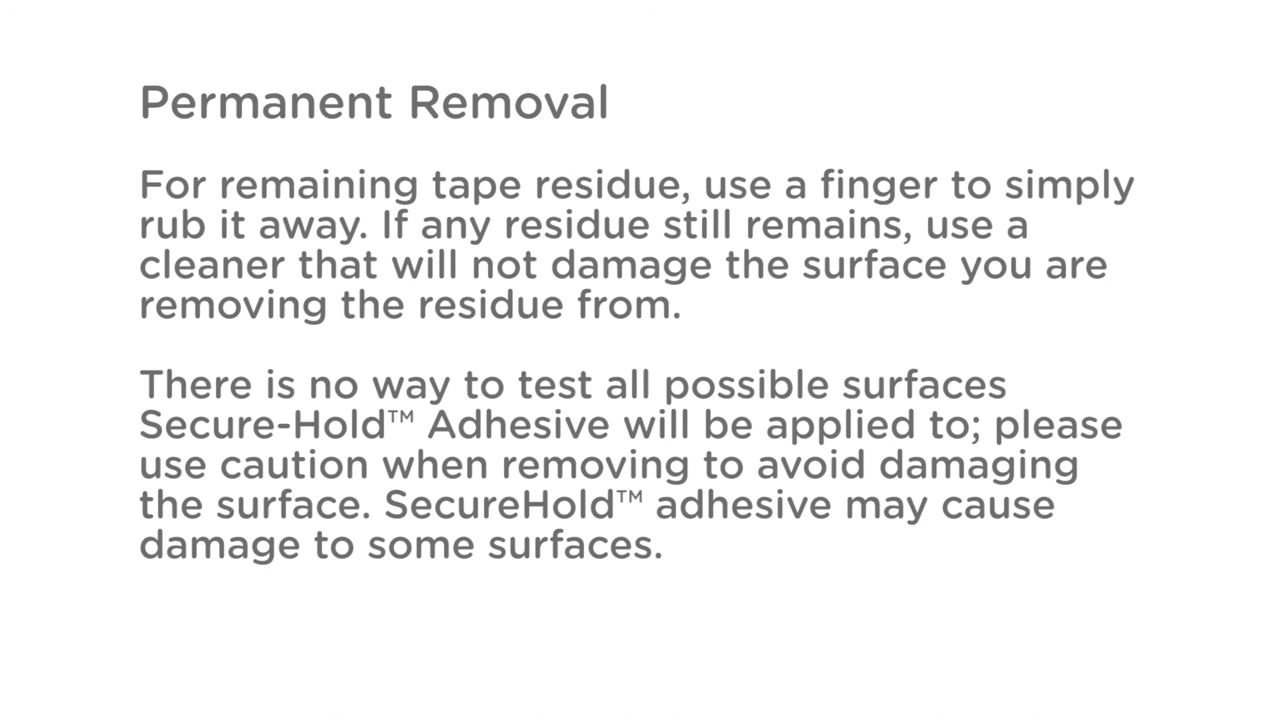 Permanent Removal
For remaining tape residue, use a finger to simply
rub it away. If any residue still remains, use a
cleaner that will not damage the surface you are
removing the residue from.
There is no way to test all possible surfaces
Secure-Hold™ Adhesive will be applied to; please
use caution when removing to avoid damaging
the surface. SecureHold™ adhesive may cause
damage to some surfaces.